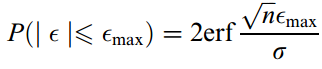 P(| ϵ |⩽ ϵmax) = 2erf √nϵmax / σ